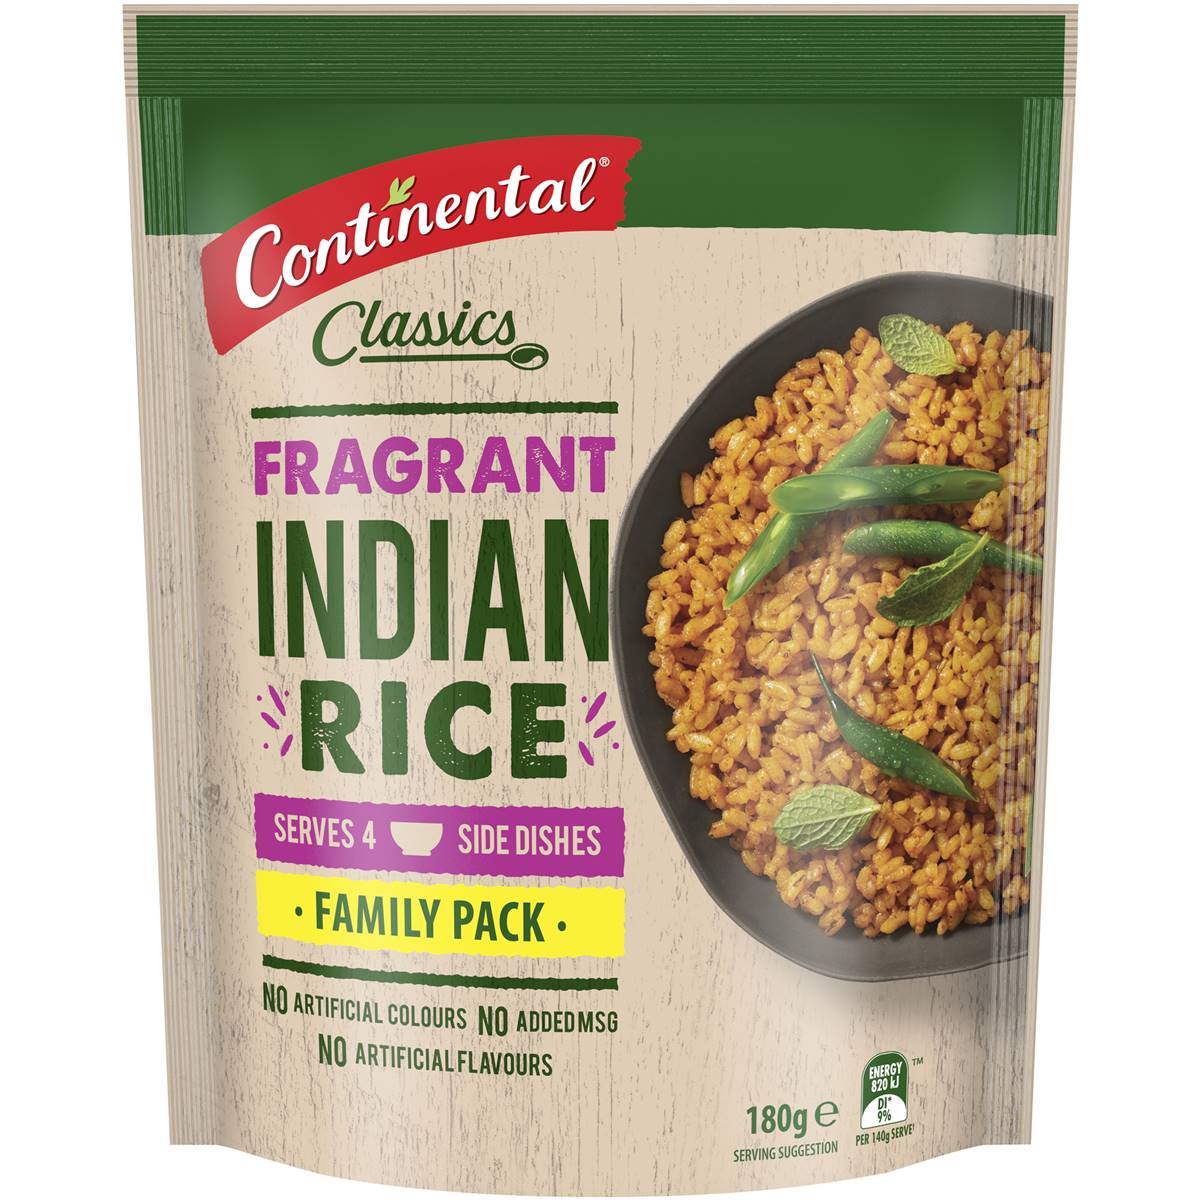 Continental®
Classics
FRAGRANT
INDIAN
RICE
SERVES 4 SIDE DISHES
· FAMILY PACK ·
NO ARTIFICIAL COLOURS NO ADDED MSG
NO ARTIFICIAL FLAVOURS
180g ℮
SERVING SUGGESTION
ENERGY
820 kJ
DI*
9%
TM
PER 140g SERVE†